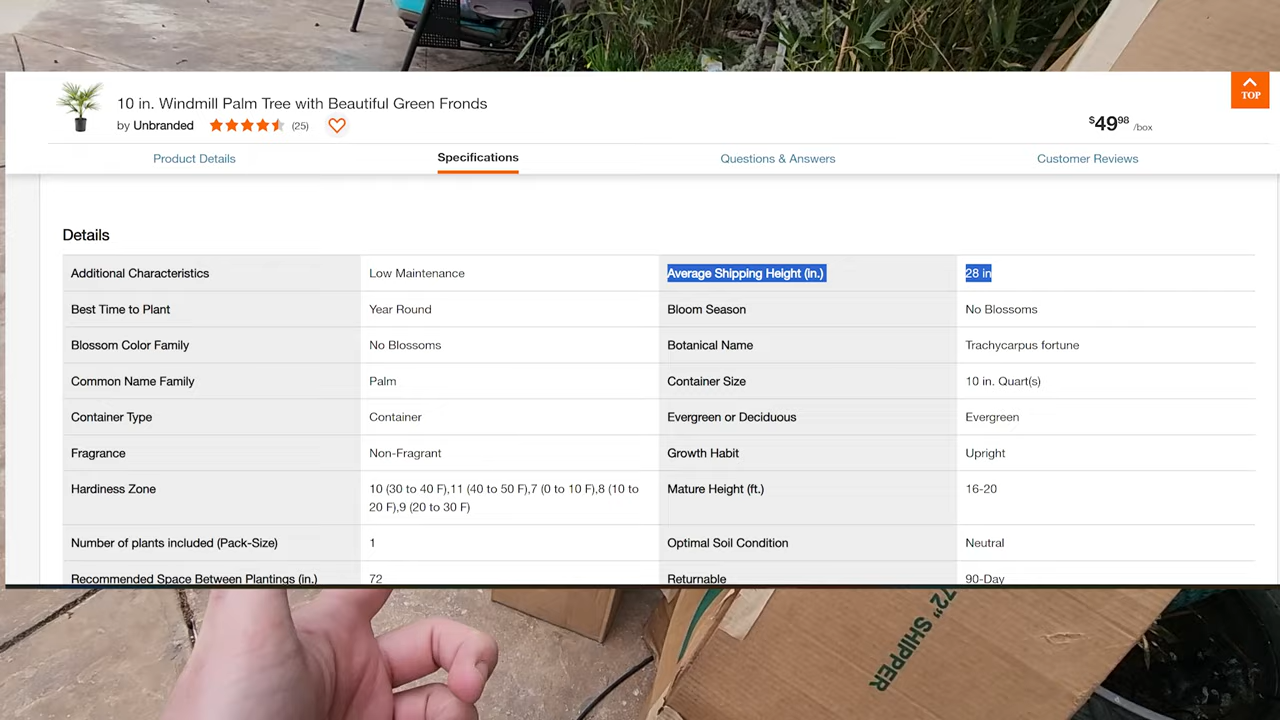 10 in. Windmill Palm Tree with Beautiful Green Fronds
by Unbranded (25)
$4998 /box
TOP
Product Details Specifications Questions & Answers Customer Reviews
Details
Additional Characteristics Low Maintenance Average Shipping Height (in.) 28 in
Best Time to Plant Year Round Bloom Season No Blossoms
Blossom Color Family No Blossoms Botanical Name Trachycarpus fortune
Common Name Family Palm Container Size 10 in. Quart(s)
Container Type Container Evergreen or Deciduous Evergreen
Fragrance Non-Fragrant Growth Habit Upright
Hardiness Zone 10 (30 to 40 F),11 (40 to 50 F),7 (0 to 10 F),8 (10 to Mature Height (ft.) 16-20
20 F),9 (20 to 30 F)
Number of plants included (Pack-Size) 1 Optimal Soil Condition Neutral
Recommended Space Between Plantings (in.) 72 Returnable 90-Day
72" SHIPPER